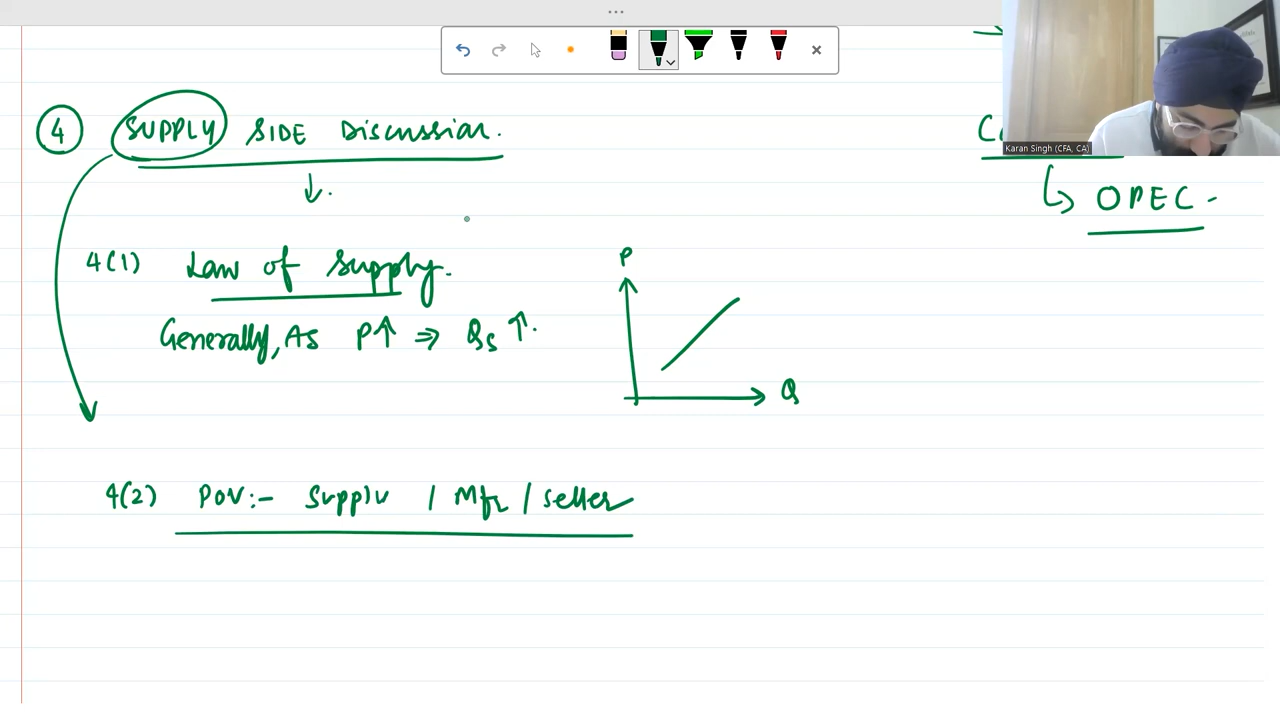 ④ SUPPLY SIDE Discussion.
↓.
4(1) Law of Supply.
Generally, As P↑ ⇒ Qs ↑.
P
Q
4(2) POV:- Supplv / Mfr / Seller
↳ OPEC -
Karan Singh (CFA, CA)